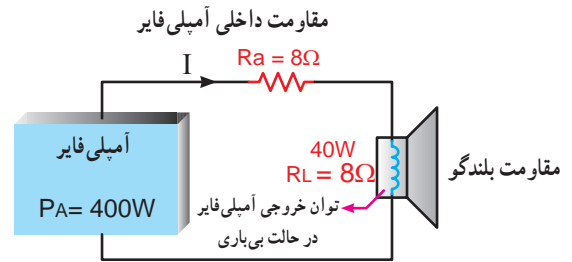 مقاومت داخلی آمپلی‌فایر
Ra = 8Ω
I
آمپلی‌فایر
PA= 400W
40W
RL = 8Ω
مقاومت بلندگو
توان خروجی آمپلی‌فایر
در حالت بی‌باری